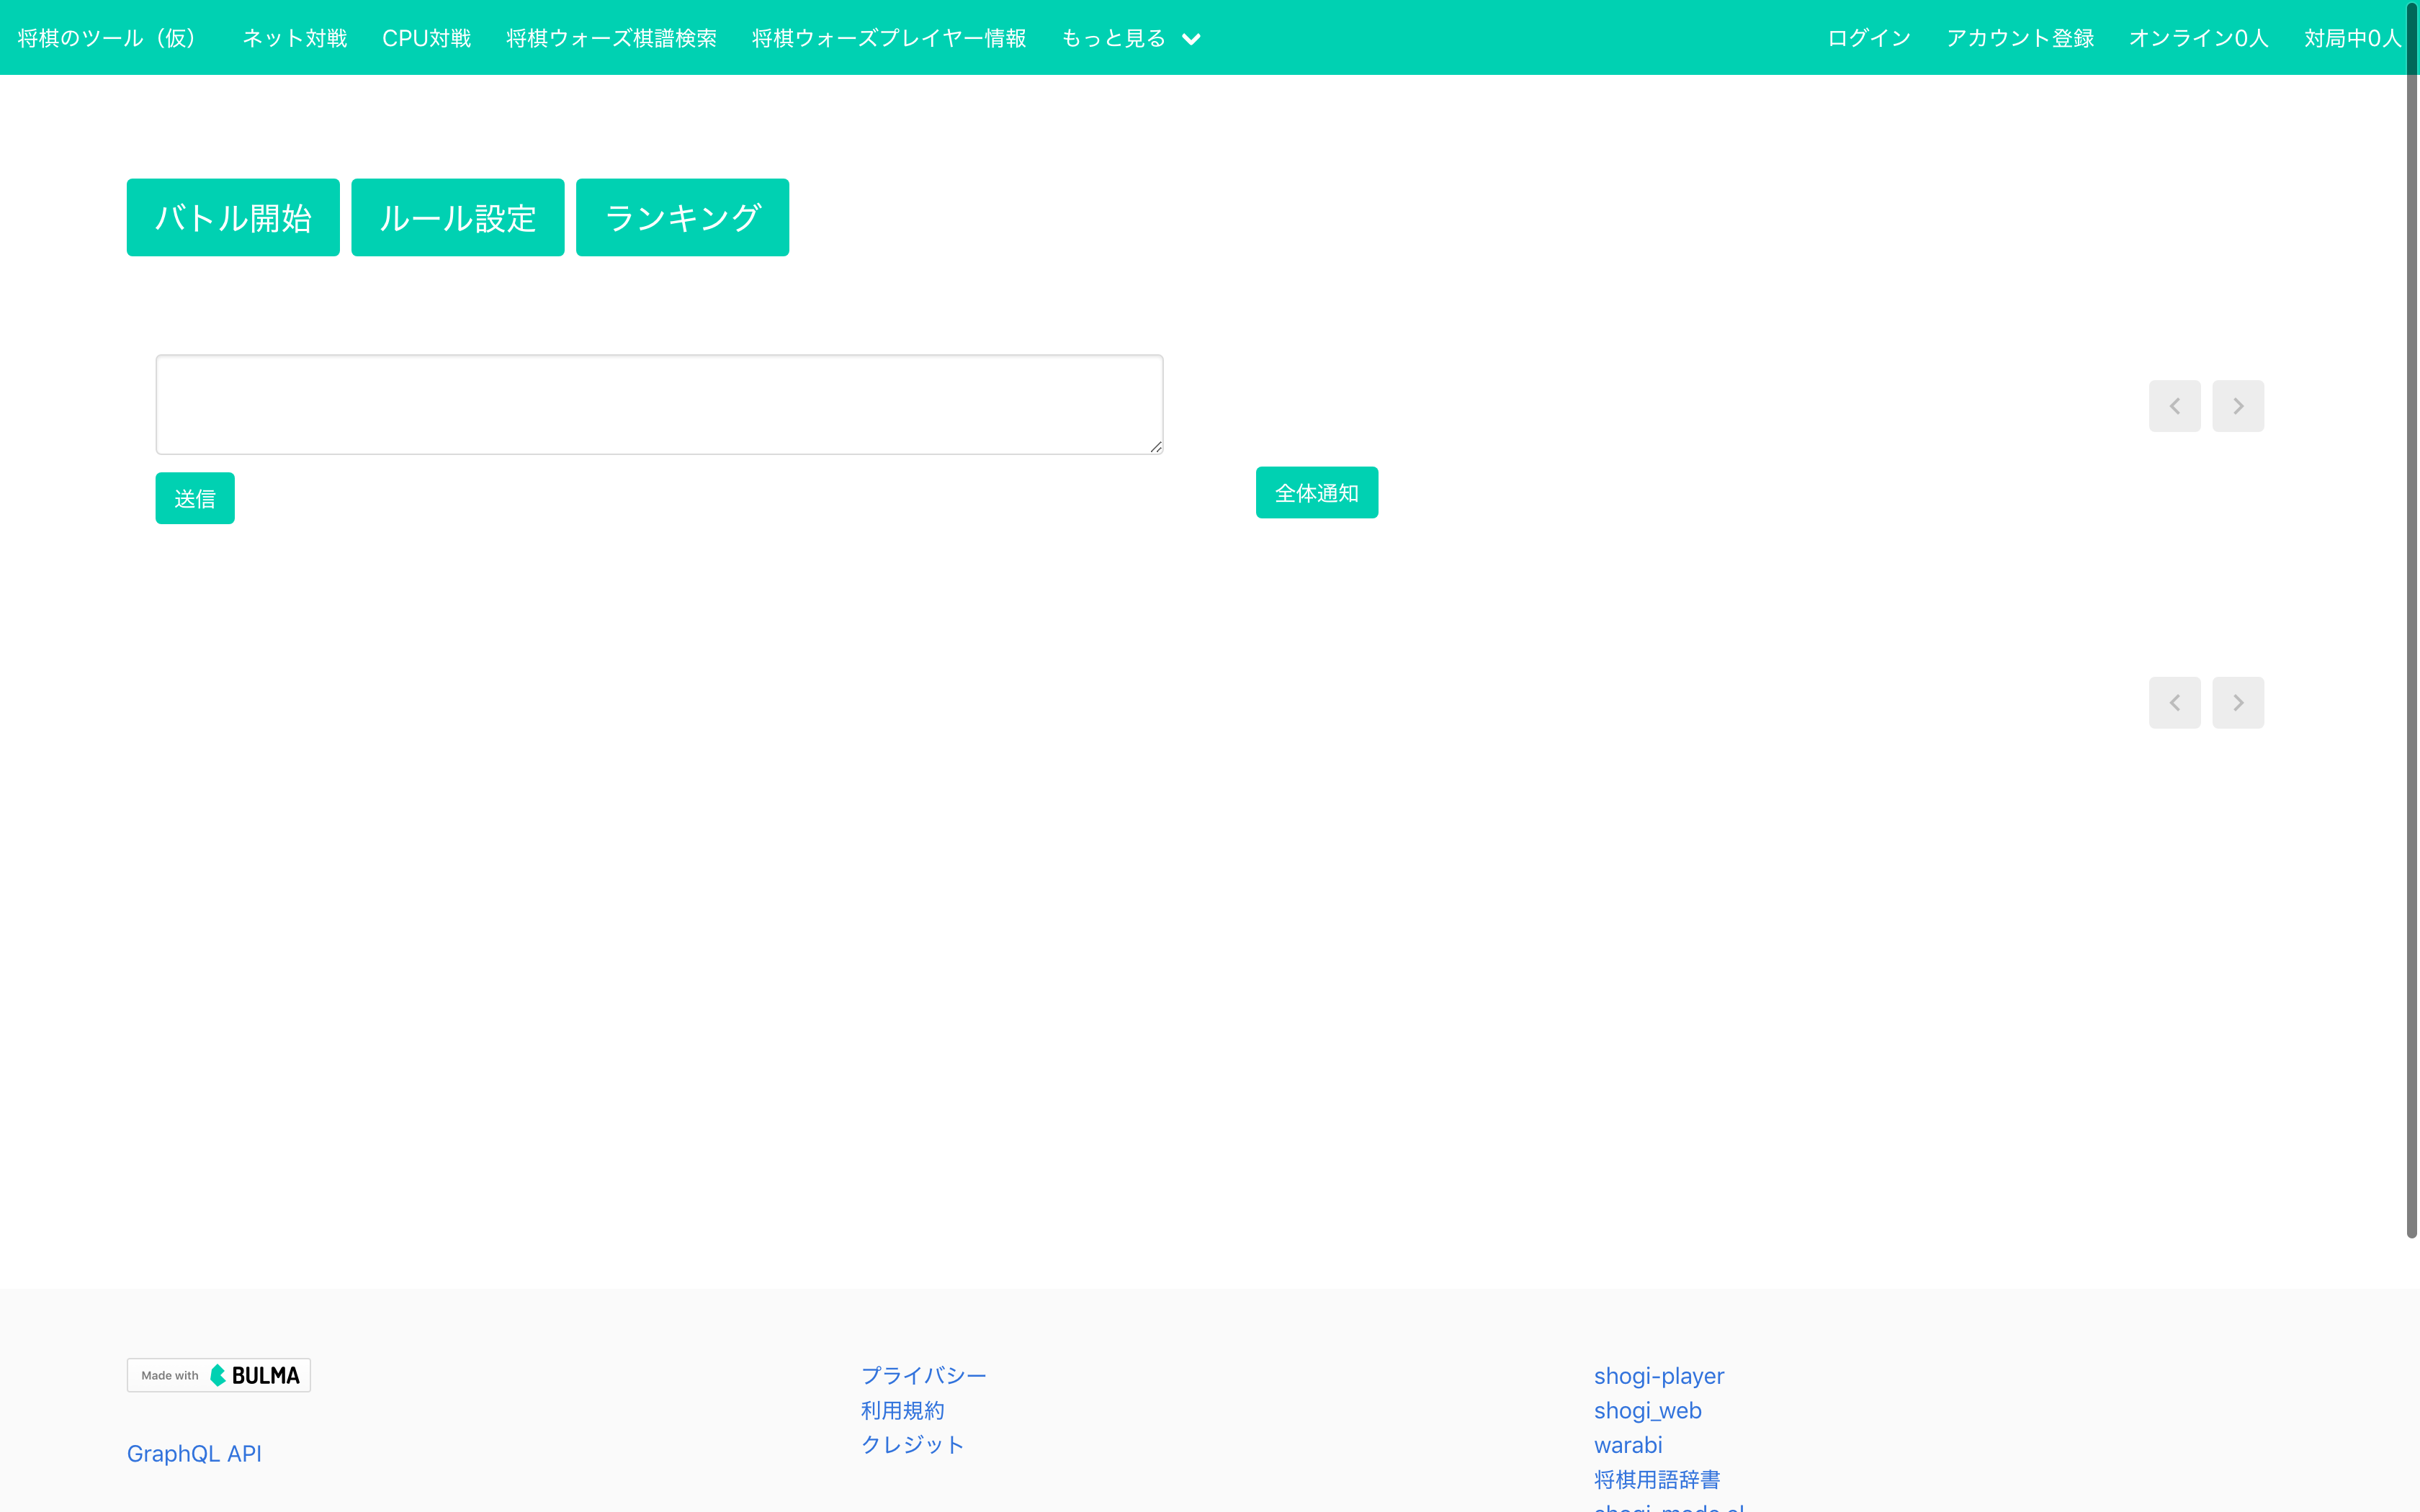 将棋のツール（仮） ネット対戦 CPU対戦 将棋ウォーズ棋譜検索 将棋ウォーズプレイヤー情報 もっと見る ログイン アカウント登録 オンライン0人 対局中0人
バトル開始 ルール設定 ランキング
送信 全体通知
Made with BULMA
GraphQL API
プライバシー
利用規約
クレジット
shogi-player
shogi_web
warabi
将棋用語辞書